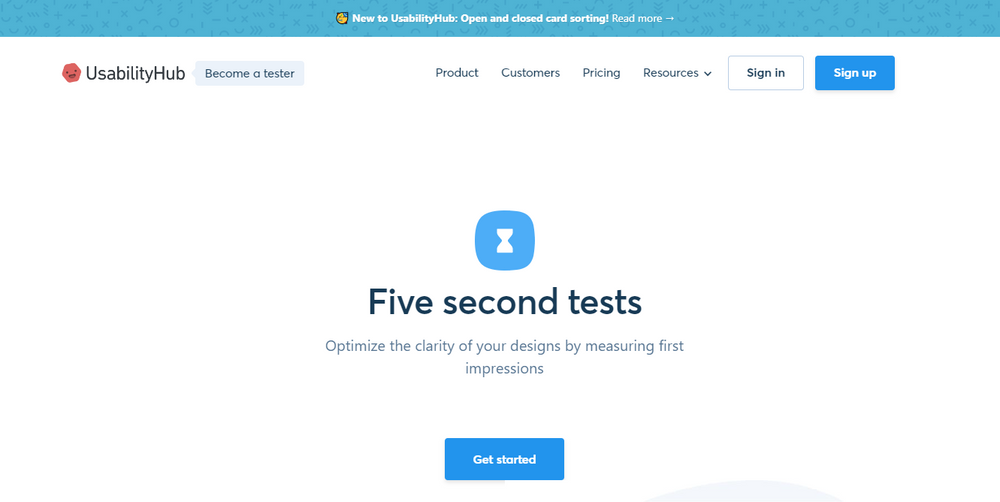 New to UsabilityHub: Open and closed card sorting! Read more →
UsabilityHub
Become a tester
Product
Customers
Pricing
Resources
Sign in
Sign up
Five second tests
Optimize the clarity of your designs by measuring first
impressions
Get started